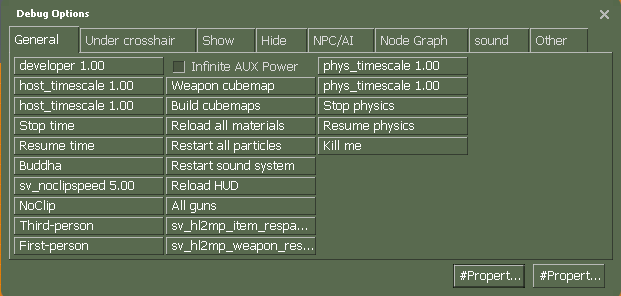 Debug Options
General Under crosshair Show Hide NPC/AI Node Graph sound Other
developer 1.00 Infinite AUX Power phys_timescale 1.00
host_timescale 1.00 Weapon cubemap phys_timescale 1.00
host_timescale 1.00 Build cubemaps Stop physics
Stop time Reload all materials Resume physics
Resume time Restart all particles Kill me
Buddha Restart sound system
sv_noclipspeed 5.00 Reload HUD
NoClip All guns
Third-person sv_hl2mp_item_respa...
First-person sv_hl2mp_weapon_res...
#Propert... #Propert...